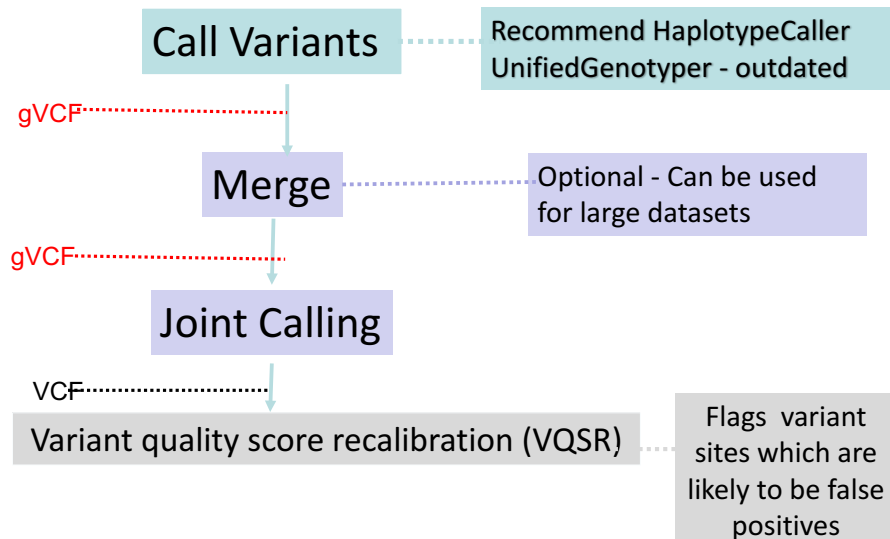 Call Variants
Recommend HaplotypeCaller
UnifiedGenotyper - outdated
gVCF
Merge
Optional - Can be used
for large datasets
gVCF
Joint Calling
VCF
Variant quality score recalibration (VQSR)
Flags variant
sites which are
likely to be false
positives